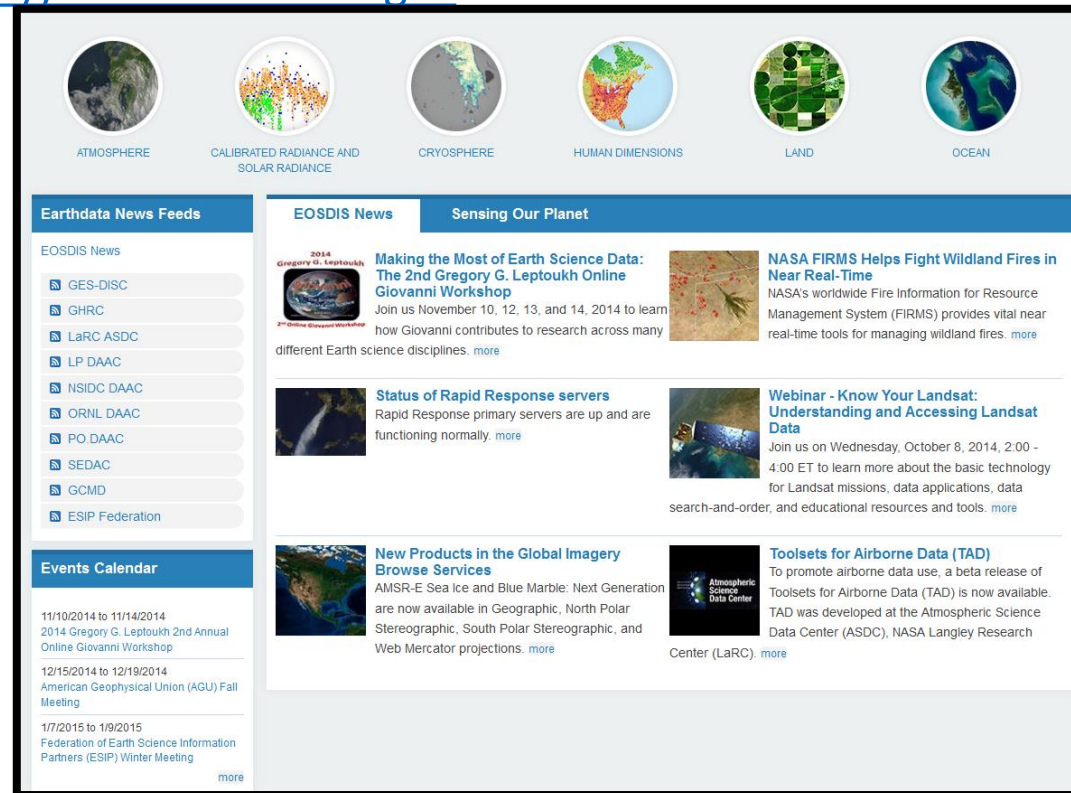 ATMOSPHERE
CALIBRATED RADIANCE AND
SOLAR RADIANCE
CRYOSPHERE
HUMAN DIMENSIONS
LAND
OCEAN
Earthdata News Feeds
EOSDIS News
GES-DISC
GHRC
LaRC ASDC
LP DAAC
NSIDC DAAC
ORNL DAAC
PO.DAAC
SEDAC
GCMD
ESIP Federation
Events Calendar
11/10/2014 to 11/14/2014
2014 Gregory G. Leptoukh 2nd Annual
Online Giovanni Workshop
12/15/2014 to 12/19/2014
American Geophysical Union (AGU) Fall
Meeting
1/7/2015 to 1/9/2015
Federation of Earth Science Information
Partners (ESIP) Winter Meeting
more
EOSDIS News
Sensing Our Planet
2014
Gregory G. Leptoukh
Giovanni
2nd Online Giovanni Workshop
Making the Most of Earth Science Data:
The 2nd Gregory G. Leptoukh Online
Giovanni Workshop
Join us November 10, 12, 13, and 14, 2014 to learn
how Giovanni contributes to research across many
different Earth science disciplines. more
NASA FIRMS Helps Fight Wildland Fires in
Near Real-Time
NASA's worldwide Fire Information for Resource
Management System (FIRMS) provides vital near
real-time tools for managing wildland fires. more
Status of Rapid Response servers
Rapid Response primary servers are up and are
functioning normally. more
Webinar - Know Your Landsat:
Understanding and Accessing Landsat
Data
Join us on Wednesday, October 8, 2014, 2:00 -
4:00 ET to learn more about the basic technology
for Landsat missions, data applications, data
search-and-order, and educational resources and tools. more
New Products in the Global Imagery
Browse Services
AMSR-E Sea Ice and Blue Marble: Next Generation
are now available in Geographic, North Polar
Stereographic, South Polar Stereographic, and
Web Mercator projections. more
Atmospheric
Science
Data Center
Toolsets for Airborne Data (TAD)
To promote airborne data use, a beta release of
Toolsets for Airborne Data (TAD) is now available.
TAD was developed at the Atmospheric Science
Data Center (ASDC), NASA Langley Research
Center (LaRC). more